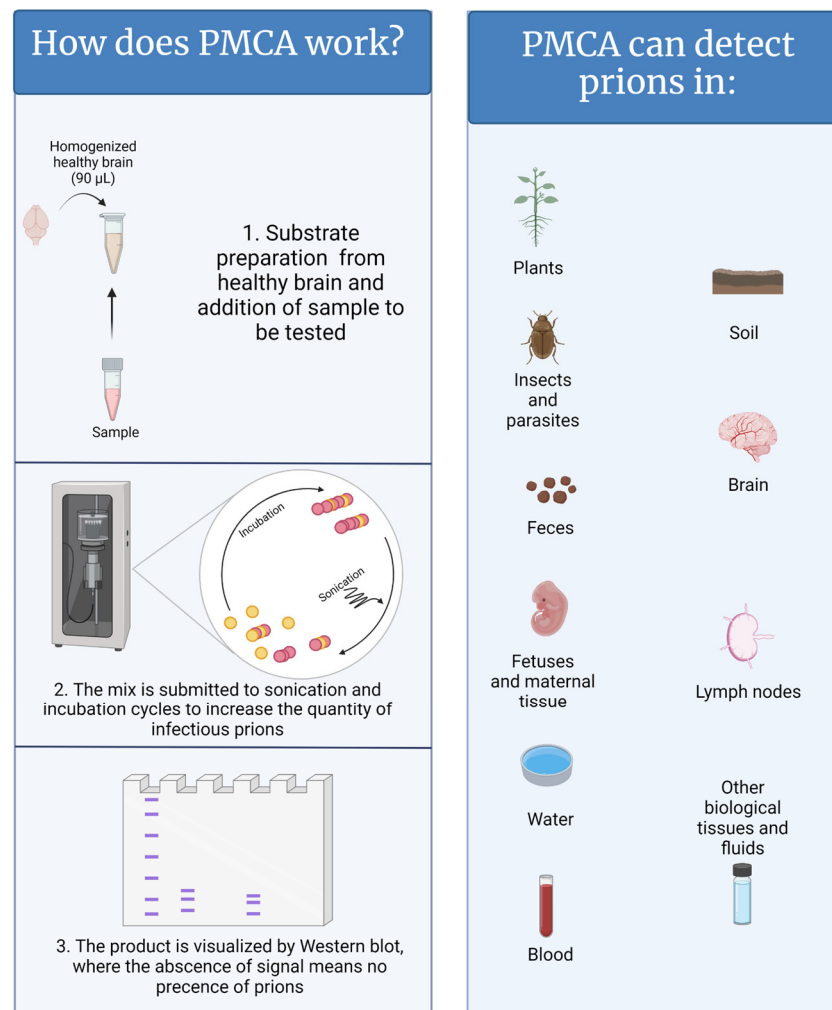 How does PMCA work?
Homogenized
healthy brain
(90 µL)
1. Substrate
preparation from
healthy brain and
addition of sample to
be tested
Sample
Incubation
Sonication
2. The mix is submitted to sonication and
incubation cycles to increase the quantity of
infectious prions
3. The product is visualized by Western blot,
where the abscence of signal means no
precence of prions
PMCA can detect
prions in:
Plants
Soil
Insects
and
parasites
Brain
Feces
Fetuses
and maternal
tissue
Lymph nodes
Water
Other
biological
tissues and
fluids
Blood